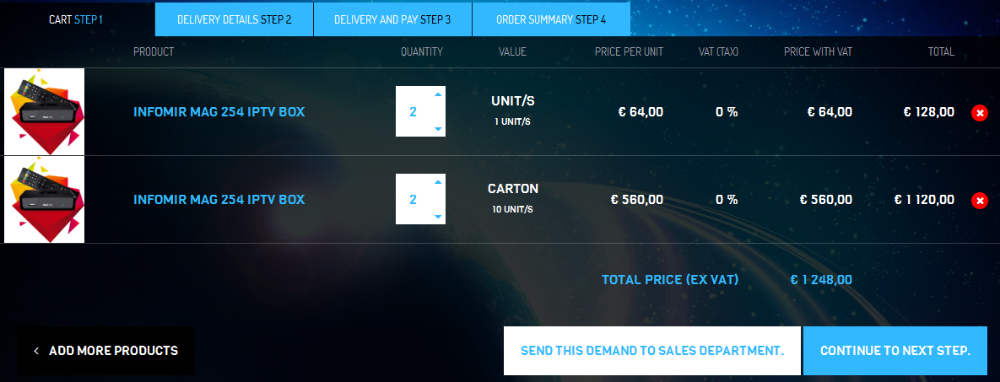 CART STEP 1
DELIVERY DETAILS STEP 2
DELIVERY AND PAY STEP 3
ORDER SUMMARY STEP 4
PRODUCT QUANTITY VALUE PRICE PER UNIT VAT (TAX) PRICE WITH VAT TOTAL
INFOMIR MAG 254 IPTV BOX 2 UNIT/S € 64,00 0 % € 64,00 € 128,00
1 UNIT/S
INFOMIR MAG 254 IPTV BOX 2 CARTON € 560,00 0 % € 560,00 € 1 120,00
10 UNIT/S
TOTAL PRICE (EX VAT) € 1 248,00
ADD MORE PRODUCTS
SEND THIS DEMAND TO SALES DEPARTMENT.
CONTINUE TO NEXT STEP.